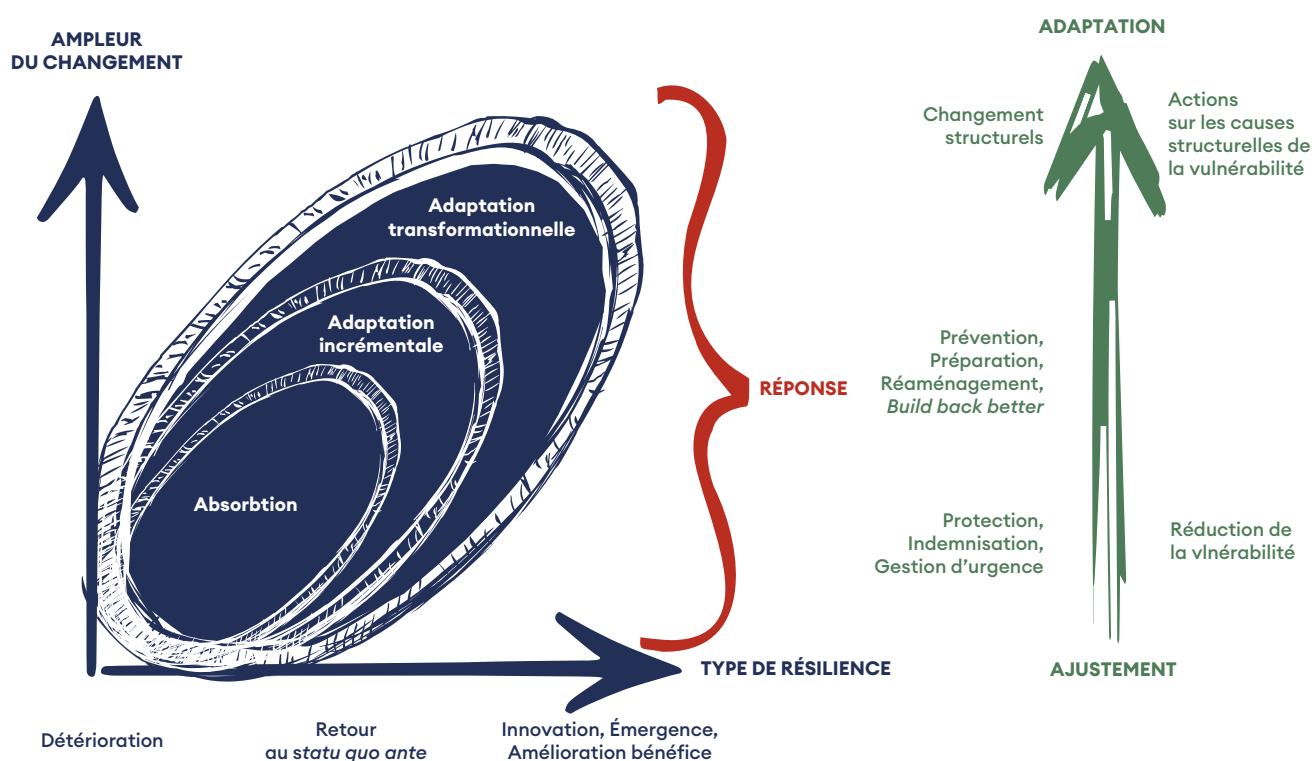 AMPLEUR
DU CHANGEMENT
Adaptation
transformationnelle
Adaptation
incrémentale
Absorbtion
RÉPONSE
TYPE DE RÉSILIENCE
Détérioration
Retour
au statu quo ante
Innovation, Émergence,
Amélioration bénéfice
ADAPTATION
Changement
structurels
Actions
sur les causes
structurelles de
la vulnérabilité
Prévention,
Préparation,
Réaménagement,
Build back better
Protection,
Indemnisation,
Gestion d’urgence
Réduction de
la vlnérabilité
AJUSTEMENT